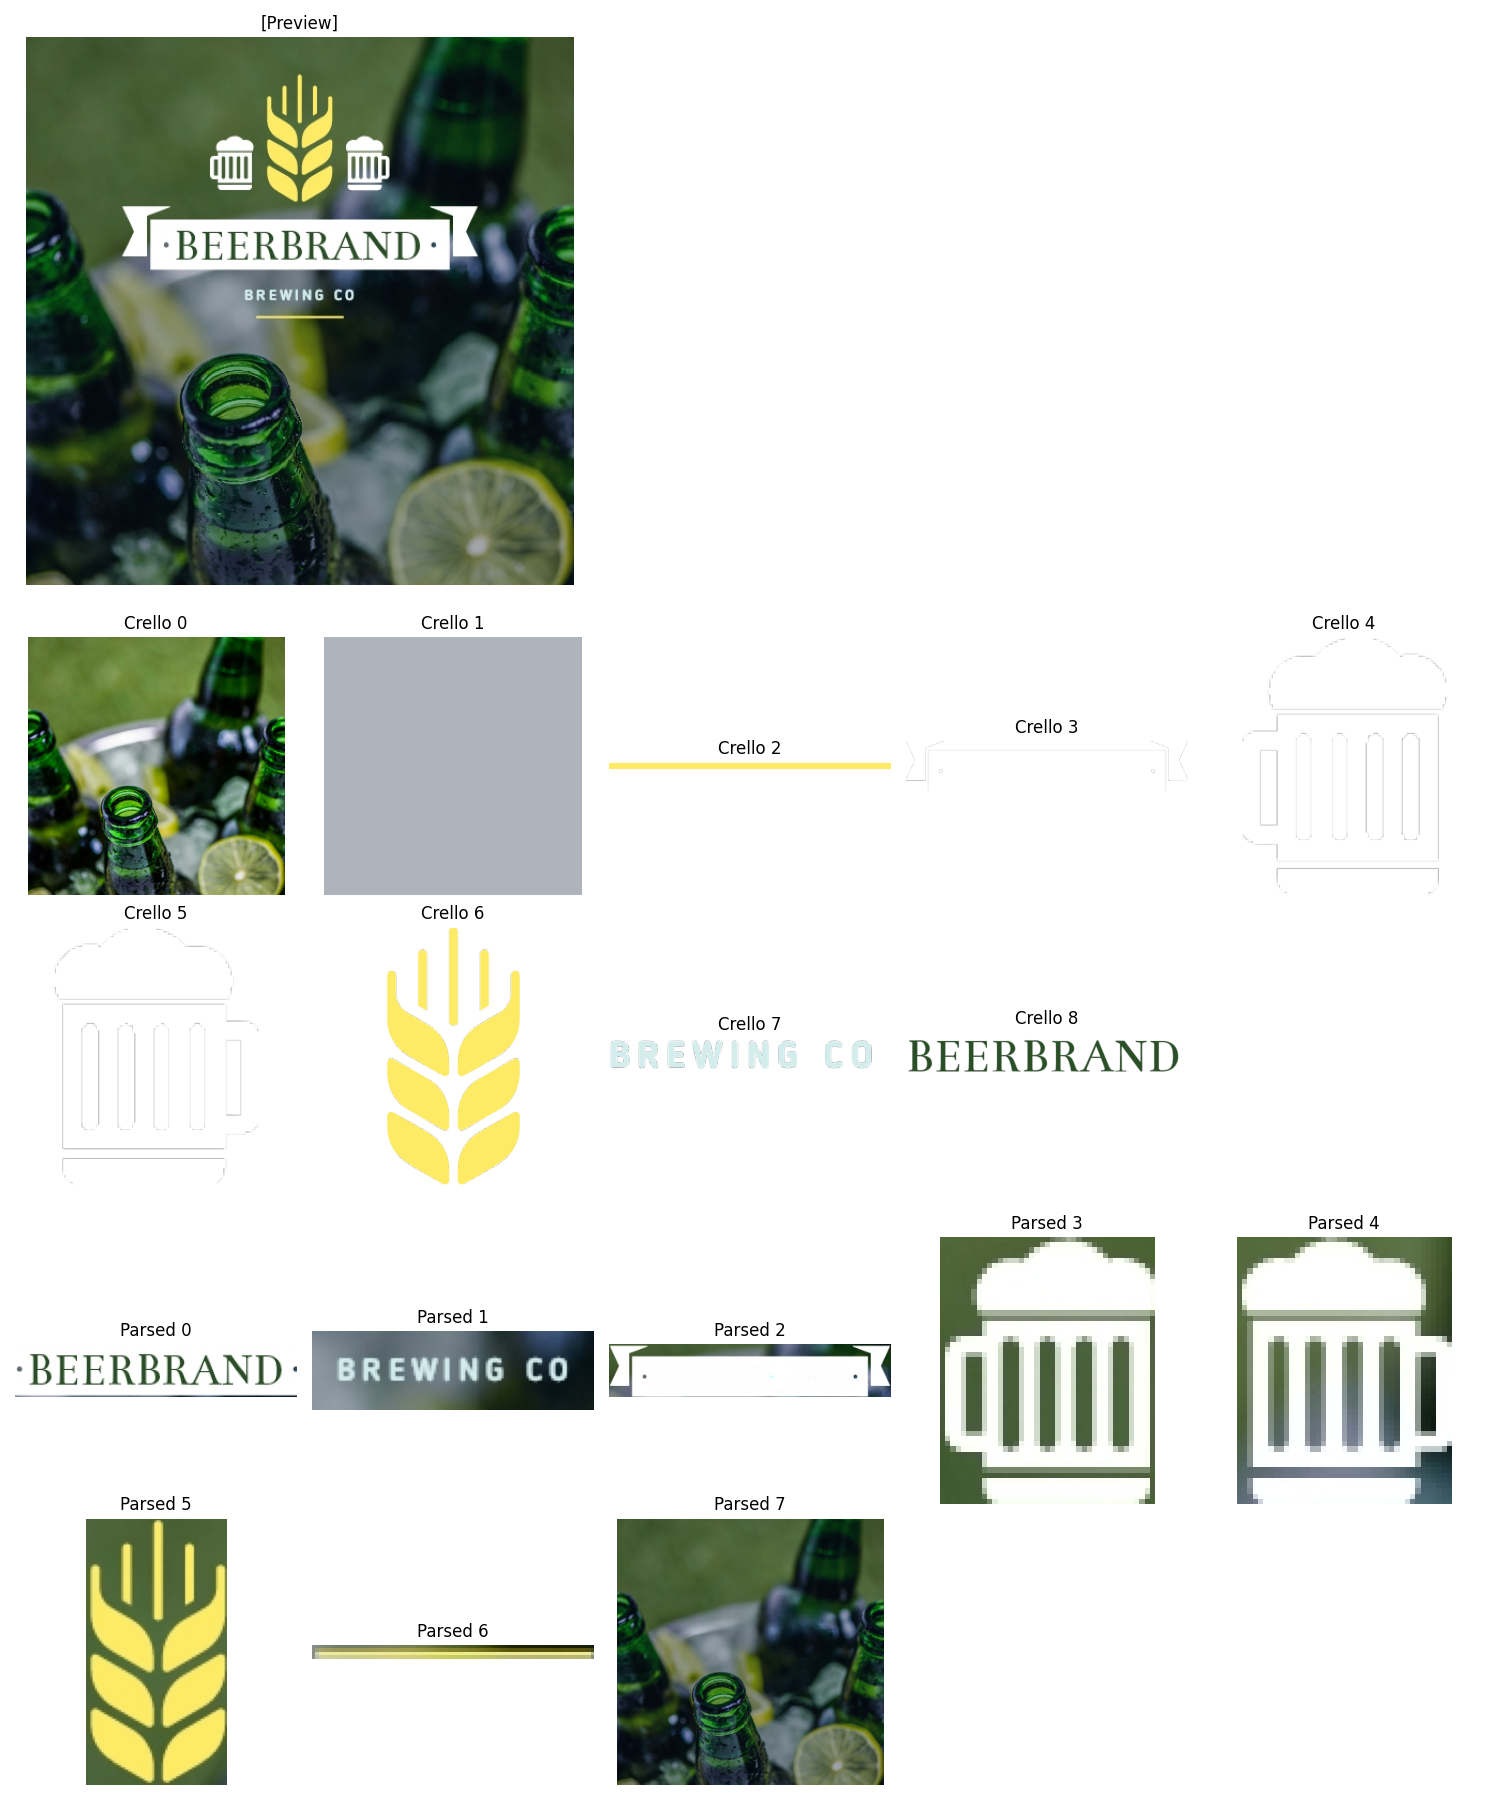 [Preview]
BEERBRAND
BREWING CO
Crello 0
Crello 1
Crello 2
Crello 3
Crello 4
Crello 5
Crello 6
Crello 7
BREWING CO
Crello 8
BEERBRAND
Parsed 0
BEERBRAND
Parsed 1
BREWING CO
Parsed 2
Parsed 3
Parsed 4
Parsed 5
Parsed 6
Parsed 7